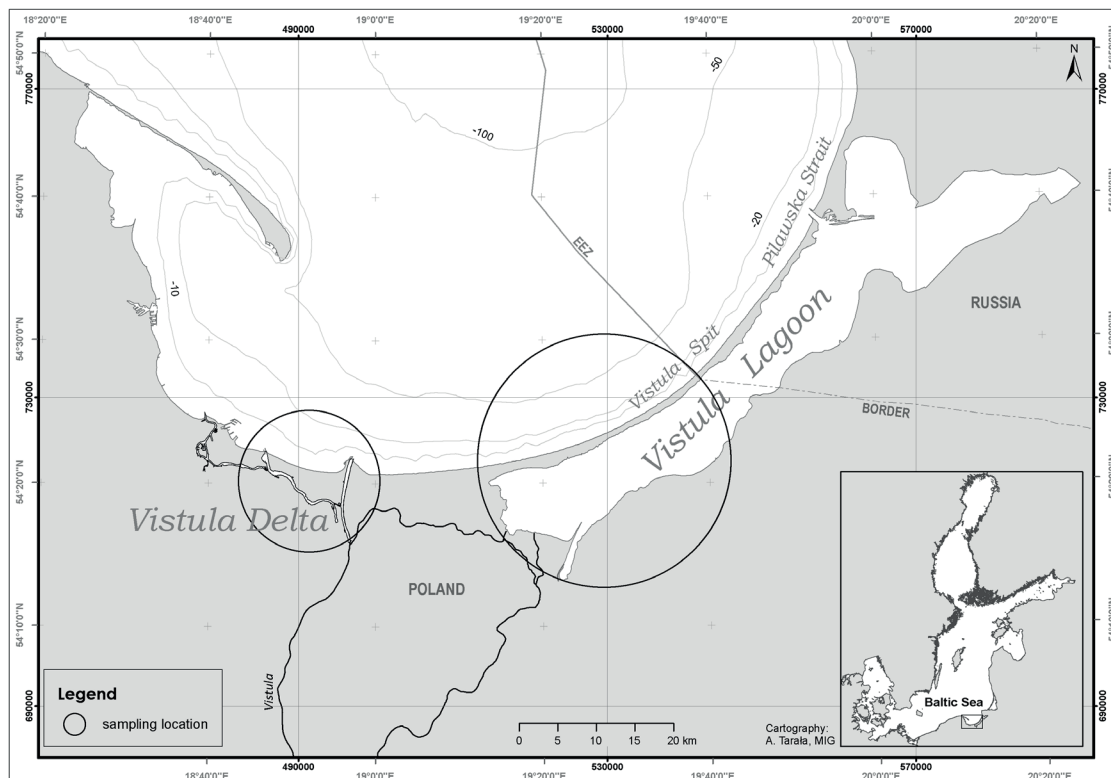 18°20'0"E 18°40'0"E 19°0'0"E 19°20'0"E 19°40'0"E 20°0'0"E 20°20'0"E
490000 530000 570000
54°50'0"N
N
770000
770000
-50
-100
Pilawska Strait
54°40'0"N
-20
EEZ
-10
RUSSIA
Vistula Lagoon
Vistula Spit
54°30'0"N
730000
730000
BORDER
54°20'0"N
Vistula Delta
POLAND
54°10'0"N
Vistula
Baltic Sea
690000
690000
Legend
sampling location
0 5 10 15 20 km
Cartography:
A. Tarała, MIG
18°40'0"E 19°0'0"E 19°20'0"E 19°40'0"E 20°0'0"E 20°20'0"E
490000 530000 570000